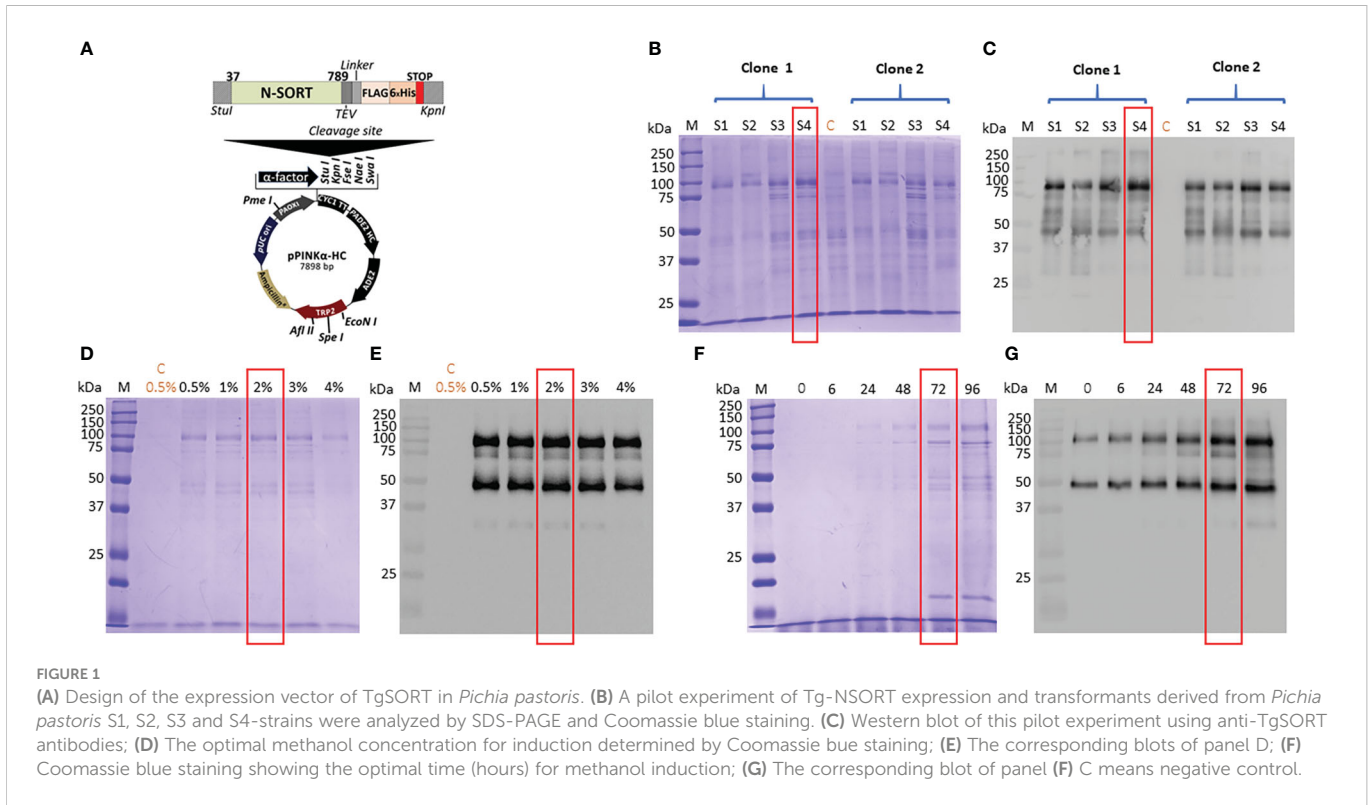 A
37 789 Linker STOP
N-SORT FLAG 6xHis
StuI TEV KpnI
Cleavage site
α-factor Stu I Kpn I Fse I Nae I Swa I
Pme I
PAOX1 CYC1 TT PADE2 HC
pUC ori
pPINKα-HC
7898 bp
ADE2
Ampicillin
TRP2
EcoN I
Afl II
Spe I
B
Clone 1 Clone 2
kDa M S1 S2 S3 S4 C S1 S2 S3 S4
250
150
100
75
50
37
25
C
Clone 1 Clone 2
kDa M S1 S2 S3 S4 C S1 S2 S3 S4
250
150
100
75
50
37
25
D
C
kDa M 0.5% 0.5% 1% 2% 3% 4%
250
150
100
75
50
37
25
E
C
kDa M 0.5% 0.5% 1% 2% 3% 4%
250
150
100
75
50
37
25
F
kDa M 0 6 24 48 72 96
250
150
100
75
50
37
25
G
kDa M 0 6 24 48 72 96
250
150
100
75
50
37
25
FIGURE 1
(A) Design of the expression vector of TgSORT in Pichia pastoris. (B) A pilot experiment of Tg-NSORT expression and transformants derived from Pichia
pastoris S1, S2, S3 and S4-strains were analyzed by SDS-PAGE and Coomassie blue staining. (C) Western blot of this pilot experiment using anti-TgSORT
antibodies; (D) The optimal methanol concentration for induction determined by Coomassie bue staining; (E) The corresponding blots of panel D; (F)
Coomassie blue staining showing the optimal time (hours) for methanol induction; (G) The corresponding blot of panel (F) C means negative control.